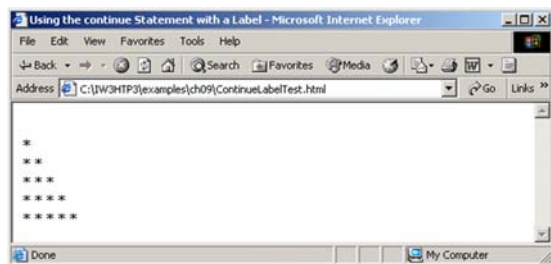 Using the continue Statement with a Label - Microsoft Internet Explorer
File Edit View Favorites Tools Help
Back Search Favorites Media
Address C:\IW3HTP3\examples\ch09\ContinueLabelTest.html Go Links »
*
* *
* * *
* * * *
* * * * *
Done My Computer